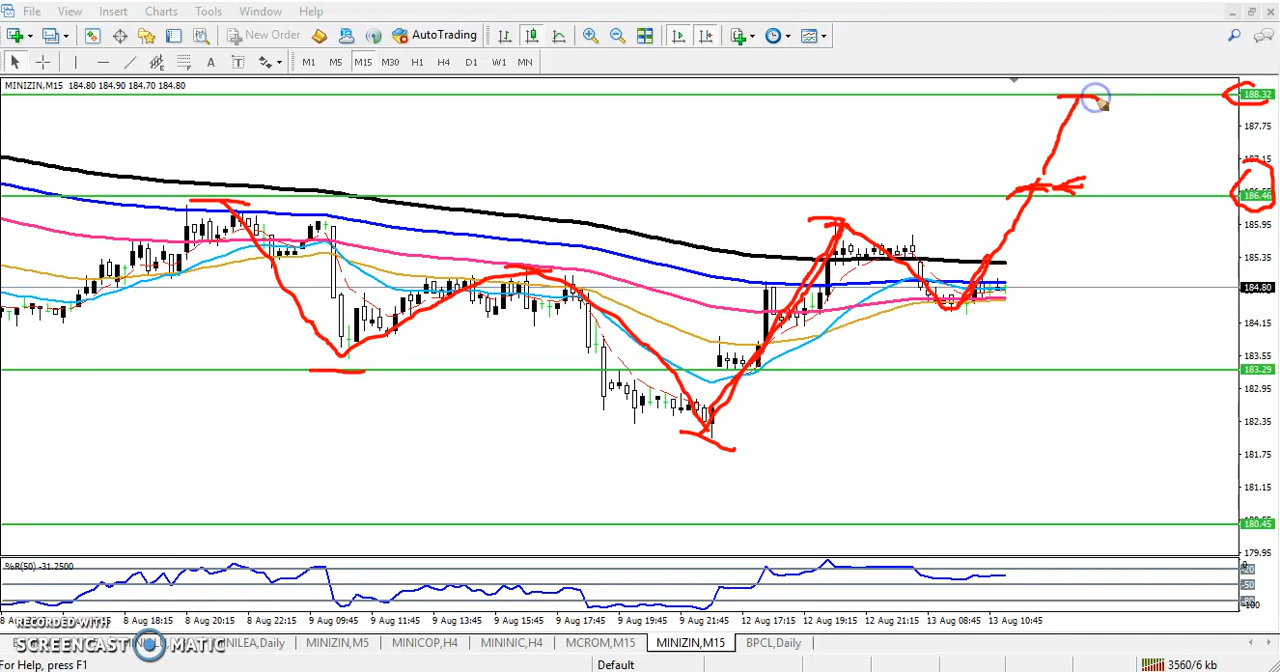 File View Insert Charts Tools Window Help
New Order AutoTrading
A T M1 M5 M15 M30 H1 H4 D1 W1 MN
MINIZIN,M15 184.80 184.90 184.70 184.80
188.32
187.75
187.15
186.46
185.95
185.35
184.80
184.15
183.55
183.29
182.95
182.35
181.75
181.15
180.45
179.95
%R(50) -31.2500
0
-20
-50
-80
-100
8 Aug 18:15 8 Aug 20:15 8 Aug 22:15 9 Aug 09:45 9 Aug 11:45 9 Aug 13:45 9 Aug 15:45 9 Aug 17:45 9 Aug 19:45 9 Aug 21:45 12 Aug 17:15 12 Aug 19:15 12 Aug 21:15 13 Aug 08:45 13 Aug 10:45
RECORDED WITH
SCREENCAST MATIC
MINILEA,Daily MINIZIN,M5 MINICOP,H4 MININIC,H4 MCROM,M15 MINIZIN,M15 BPCL,Daily
For Help, press F1 Default 3560/6 kb